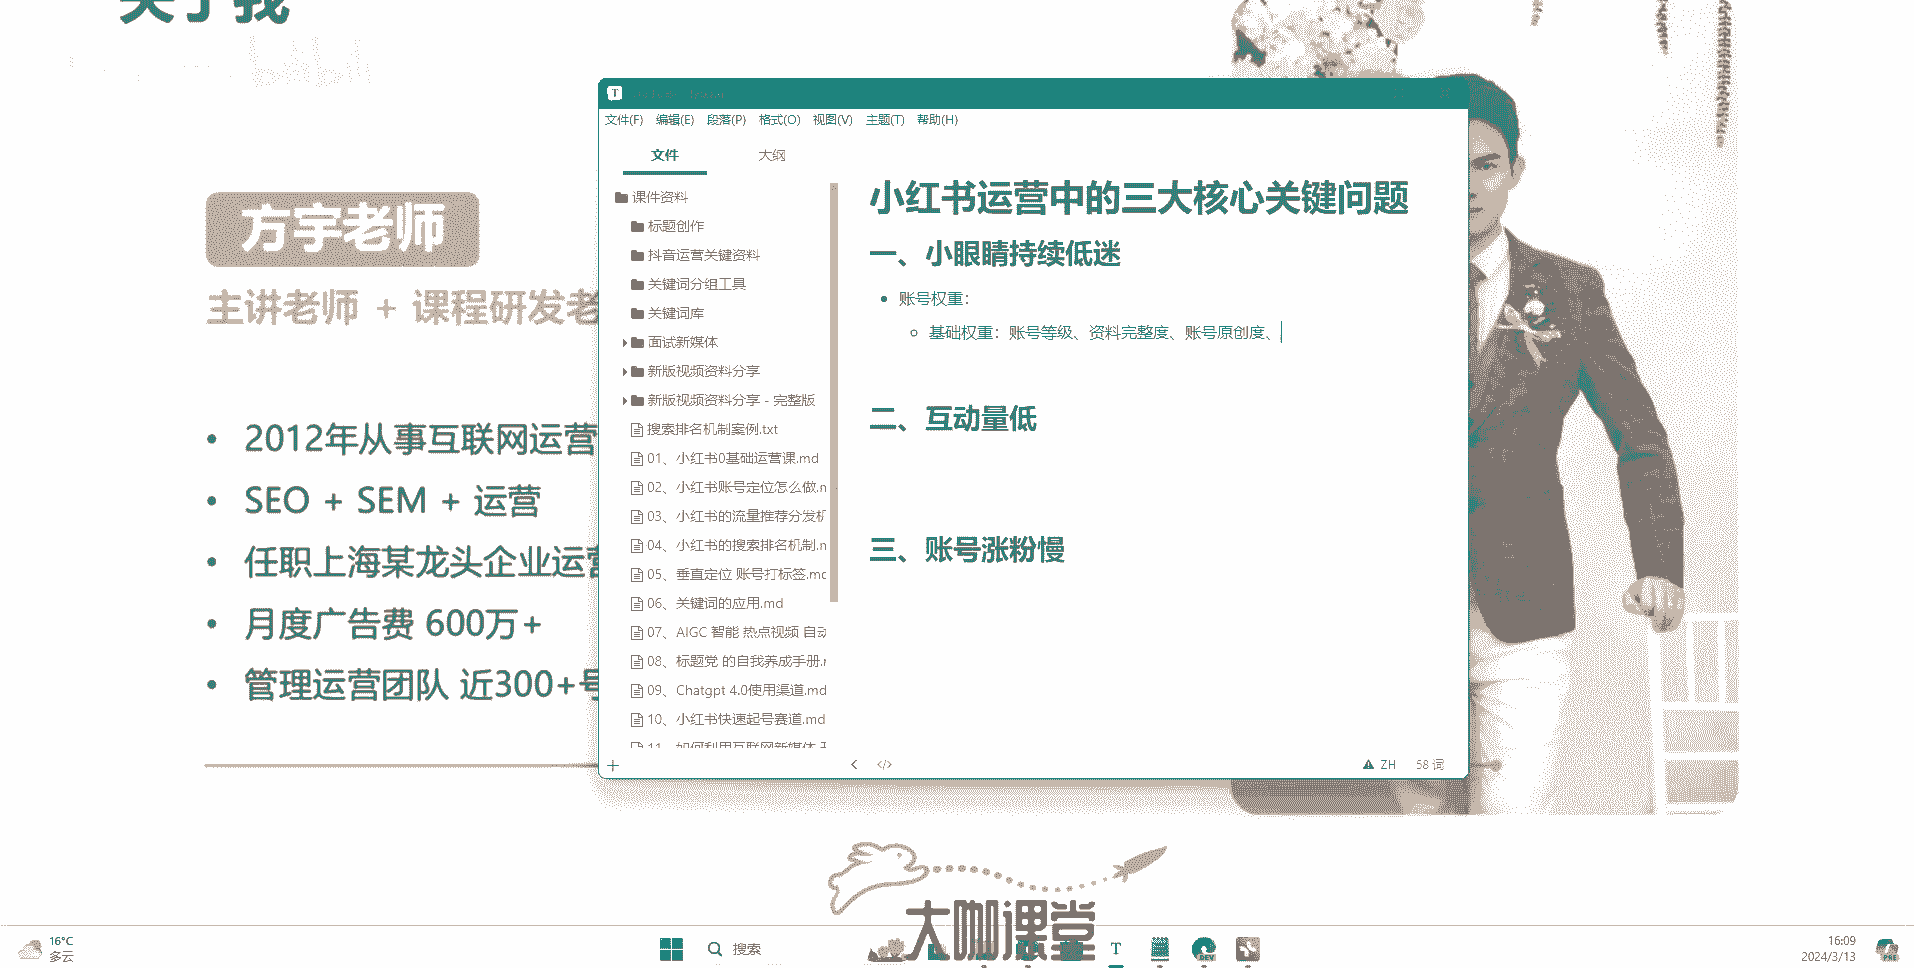 关于我
bilibili
方宇老师
主讲老师 + 课程研发老
• 2012年从事互联网运营
• SEO + SEM + 运营
• 任职上海某龙头企业运营
• 月度广告费 600万+
• 管理运营团队 近300+号
T
文件(F) 编辑(E) 段落(P) 格式(O) 视图(V) 主题(T) 帮助(H)
文件 大纲
课件资料
标题创作
抖音运营关键资料
关键词分组工具
关键词库
面试新媒体
新版视频资料分享
新版视频资料分享 - 完整版
搜索排名机制案例.txt
01、小红书0基础运营课.md
02、小红书账号定位怎么做.n
03、小红书的流量推荐分发机
04、小红书的搜索排名机制.n
05、垂直定位 账号打标签.mc
06、关键词的应用.md
07、AIGC 智能 热点视频 自动
08、标题党 的自我养成手册.r
09、Chatgpt 4.0使用渠道.md
10、小红书快速起号赛道.md
11、如何利用互联网新媒体
小红书运营中的三大核心关键问题
一、小眼睛持续低迷
• 账号权重：
◦ 基础权重：账号等级、资料完整度、账号原创度、
二、互动量低
三、账号涨粉慢
</> ZH 58 词
大咖课堂
16°C
多云
搜索
T
DEV
16:09
2024/3/13
PRE